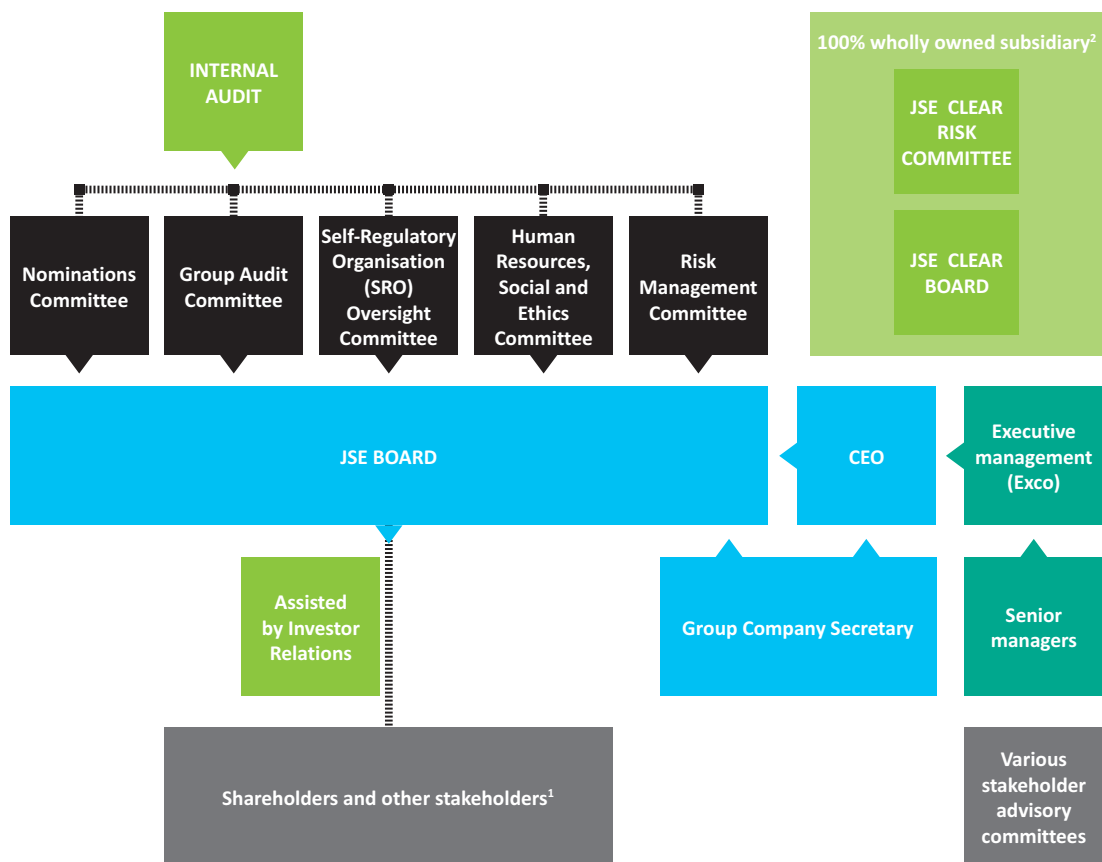 INTERNAL
AUDIT
100% wholly owned subsidiary²
JSE CLEAR
RISK
COMMITTEE
JSE CLEAR
BOARD
Nominations
Committee
Group Audit
Committee
Self-Regulatory
Organisation
(SRO)
Oversight
Committee
Human
Resources,
Social and
Ethics
Committee
Risk
Management
Committee
JSE BOARD
CEO
Executive
management
(Exco)
Assisted
by Investor
Relations
Group Company Secretary
Senior
managers
Shareholders and other stakeholders¹
Various
stakeholder
advisory
committees